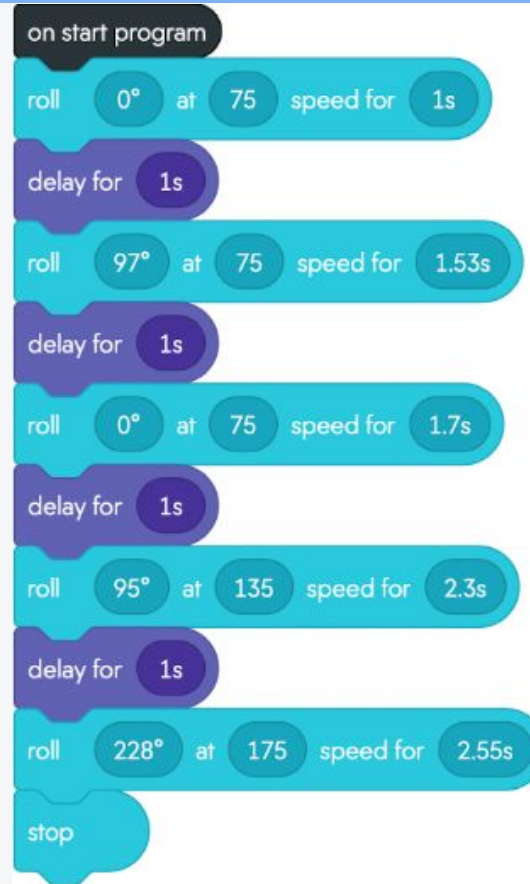 on start program
roll 0° at 75 speed for 1s
delay for 1s
roll 97° at 75 speed for 1.53s
delay for 1s
roll 0° at 75 speed for 1.7s
delay for 1s
roll 95° at 135 speed for 2.3s
delay for 1s
roll 228° at 175 speed for 2.55s
stop